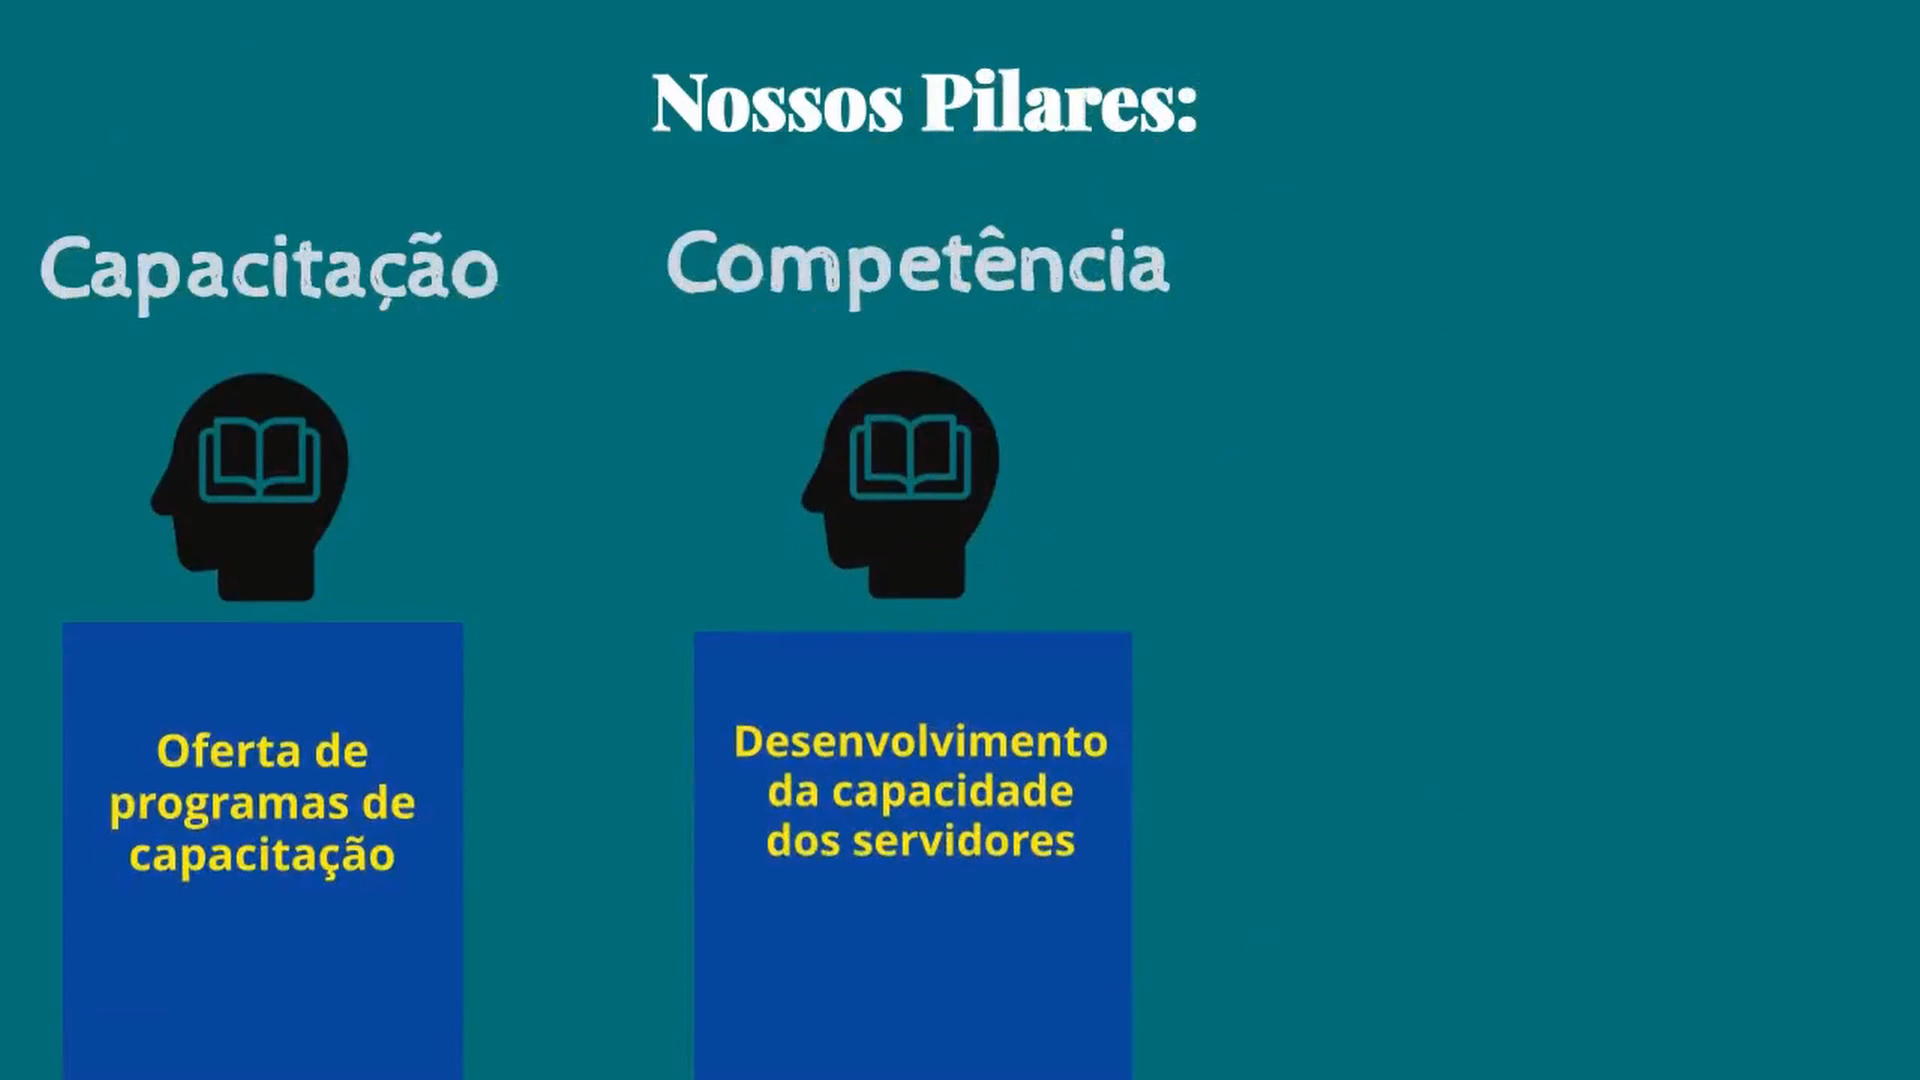 Nossos Pilares:
Capacitação
Competência
Oferta de
programas de
capacitação
Desenvolvimento
da capacidade
dos servidores